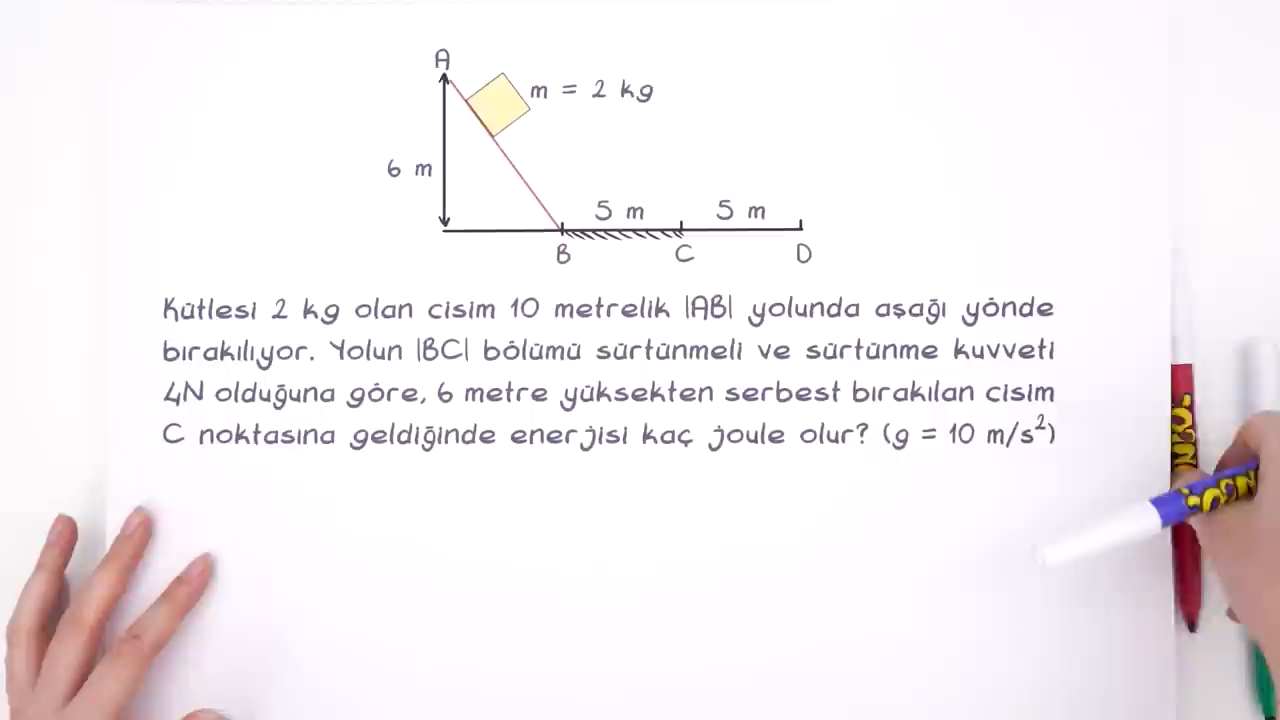 A
m = 2 kg
6 m
5 m 5 m
B C D
Kütlesi 2 kg olan cisim 10 metrelik |AB| yolunda aşağı yönde
bırakılıyor. Yolun |BC| bölümü sürtünmeli ve sürtünme kuvveti
4N olduğuna göre, 6 metre yüksekten serbest bırakılan cisim
C noktasına geldiğinde enerjisi kaç joule olur? (g = 10 m/s²)